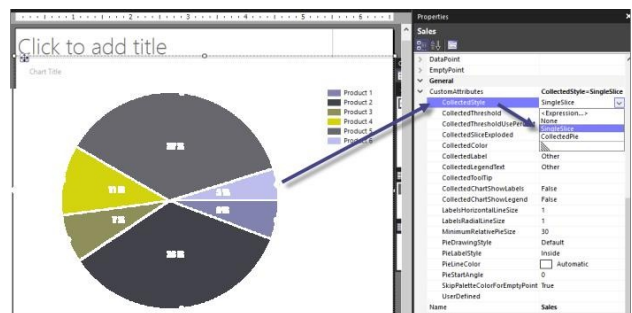 Properties
Sales
Click to add title
Chart Title
Product 1
Product 2
Product 3
Product 4
Product 5
Product 6
DataPoint
EmptyPoint
General
CustomAttributes CollectedStyle=SingleSlice
CollectedStyle SingleSlice
<Expression...>
None
SingleSlice
CollectedPie
CollectedThreshold
CollectedThresholdUsePer
CollectedSliceExploded
CollectedColor
CollectedLabel Other
CollectedLegendText Other
CollectedToolTip
CollectedChartShowLabels False
CollectedChartShowLegend False
LabelsHorizontalLineSize 1
LabelsRadialLineSize 1
MinimumRelativePieSize 30
PieDrawingStyle Default
PieLabelStyle Inside
PieLineColor Automatic
PieStartAngle 0
SkipPaletteColorForEmptyPoint True
UserDefined
Name Sales